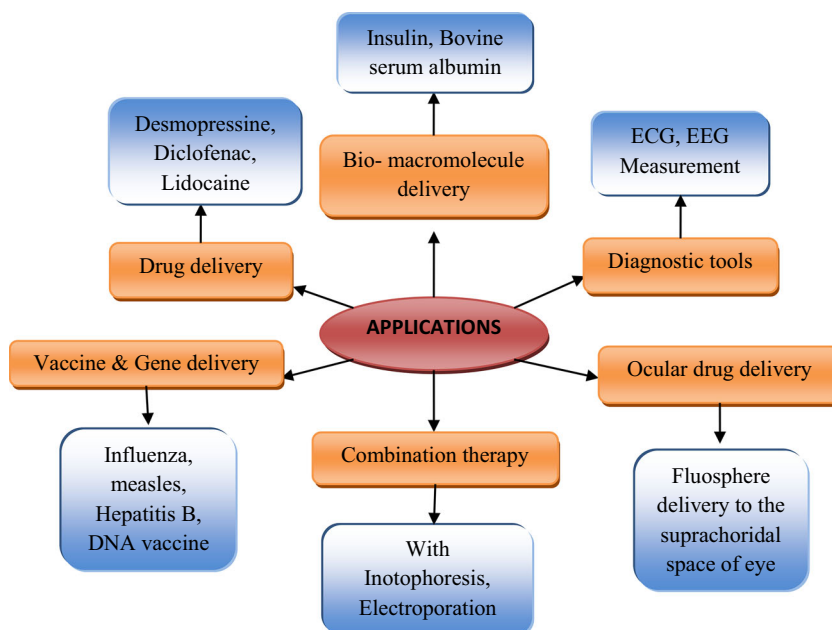 Insulin, Bovine
serum albumin
Desmopressine,
Diclofenac,
Lidocaine
ECG, EEG
Measurement
Bio- macromolecule
delivery
Drug delivery
Diagnostic tools
APPLICATIONS
Vaccine & Gene delivery
Ocular drug delivery
Combination therapy
Influenza,
measles,
Hepatitis B,
DNA vaccine
Fluosphere
delivery to the
suprachoridal
space of eye
With
Inotophoresis,
Electroporation